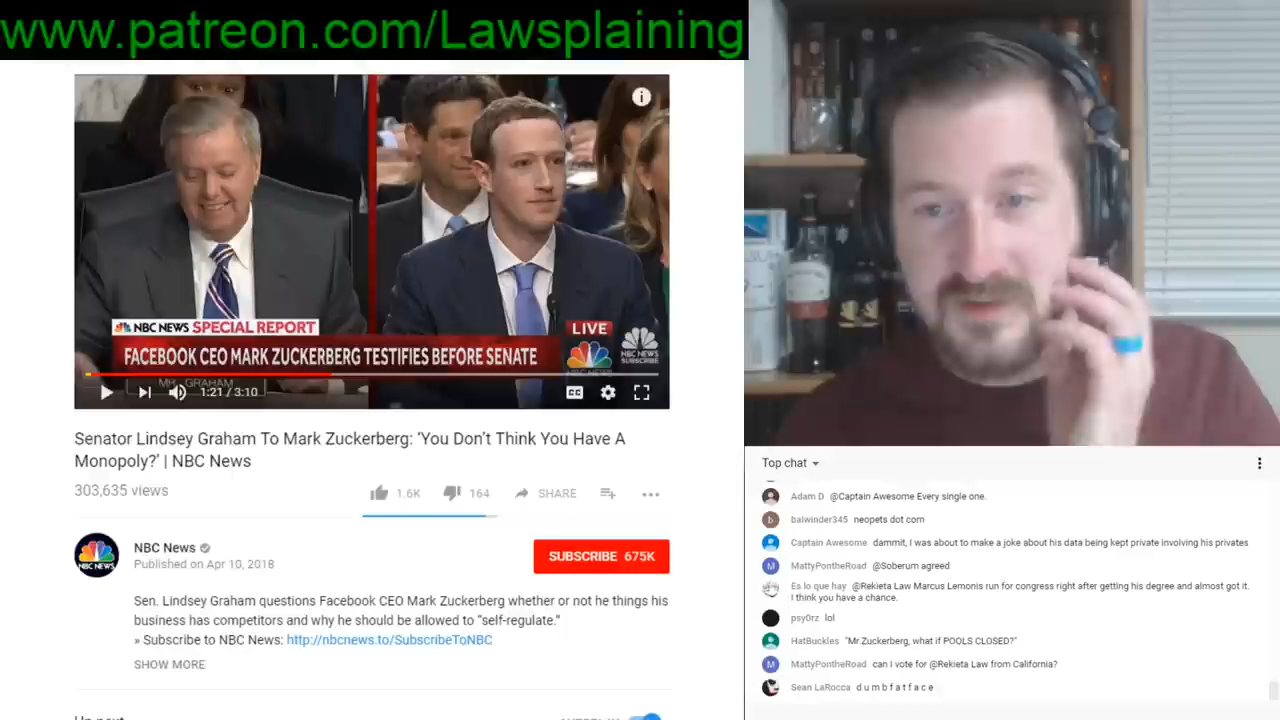 www.patreon.com/Lawsplaining
NBC NEWS SPECIAL REPORT
LIVE
FACEBOOK CEO MARK ZUCKERBERG TESTIFIES BEFORE SENATE
NBC NEWS
SUBSCRIBE
MR. GRAHAM
1:21 / 3:10
CC
Senator Lindsey Graham To Mark Zuckerberg: ‘You Don’t Think You Have A
Monopoly?’ | NBC News
303,635 views
1.6K
164
SHARE
NBC NEWS
NBC News
Published on Apr 10, 2018
SUBSCRIBE 675K
Sen. Lindsey Graham questions Facebook CEO Mark Zuckerberg whether or not he things his
business has competitors and why he should be allowed to "self-regulate."
» Subscribe to NBC News: http://nbcnews.to/SubscribeToNBC
SHOW MORE
Top chat
Adam D @Captain Awesome Every single one.
b
balwinder345 neopets dot com
Captain Awesome dammit, I was about to make a joke about his data being kept private involving his privates
M
MattyPontheRoad @Soberum agreed
Es lo que hay @Rekieta Law Marcus Lemonis run for congress right after getting his degree and almost got it.
I think you have a chance.
psy0rz lol
HatBuckles "Mr.Zuckerberg, what if POOLS CLOSED?"
M
MattyPontheRoad can I vote for @Rekieta Law from California?
Sean LaRocca d u m b f a t f a c e